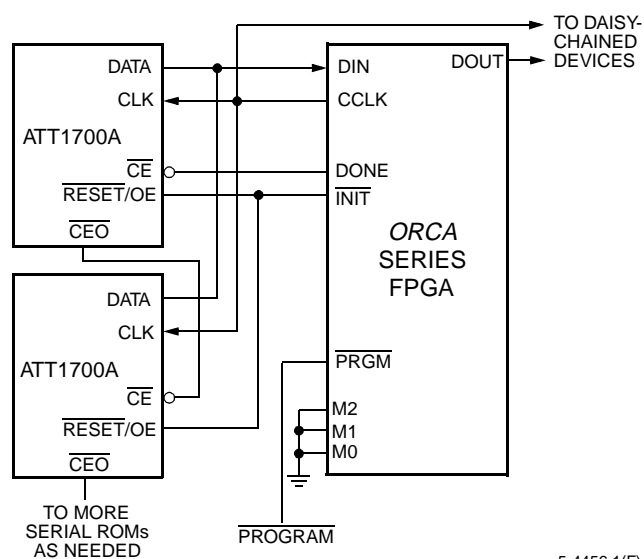 TO DAISY-
CHAINED
DEVICES
DATA
CLK
ATT1700A
CE
RESET/OE
CEO
DIN
DOUT
CCLK
DONE
INIT
ORCA
SERIES
FPGA
PRGM
M2
M1
M0
DATA
CLK
ATT1700A
CE
RESET/OE
CEO
TO MORE
SERIAL ROMs
AS NEEDED
PROGRAM